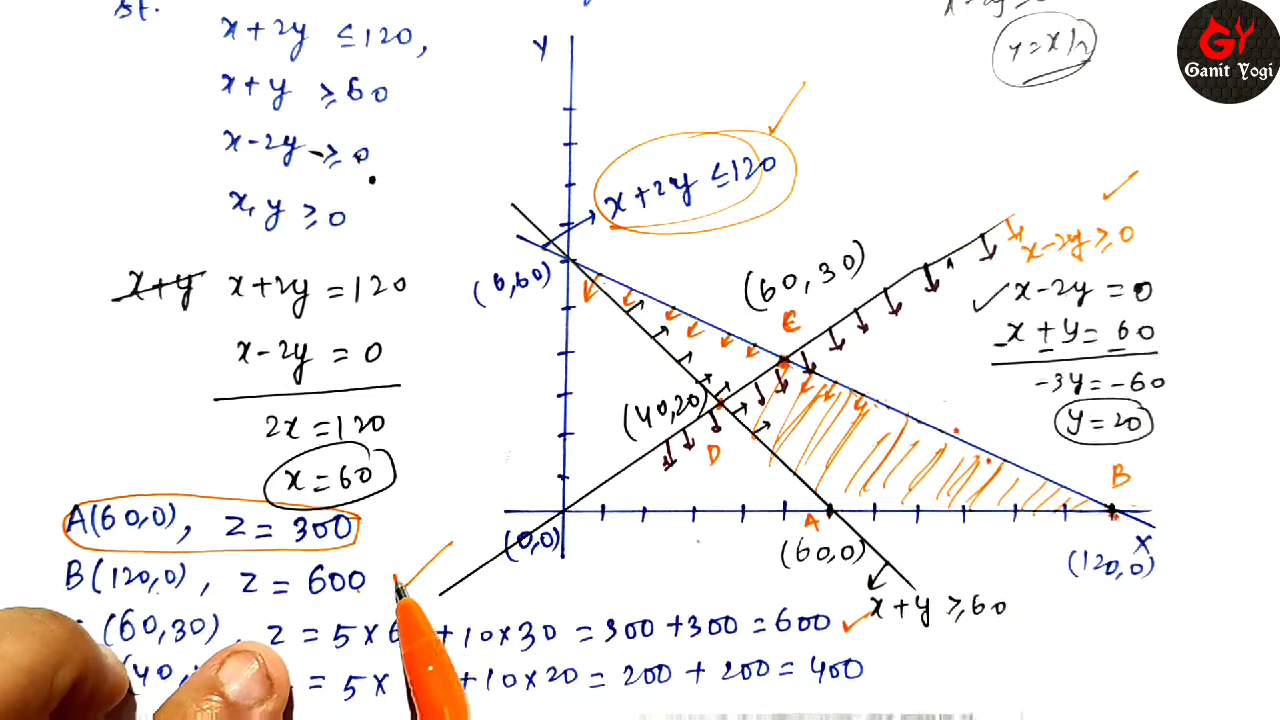 st.
x+2y ≤120,
x+y ≥60
x-2y ≥0
x, y ≥0
x+y x+2y=120
x-2y=0
2x=120
x=60
A(60,0), Z=300
B(120,0), Z=600
(60,30), Z=5×6 +10×30=300+300=600
(40, =5× +10×20=200+200=400
Y
x+2y ≤120
(0,60)
(60,30)
C
(40,20)
D
(0,0)
A
(60,0)
B
X
(120,0)
x+y ≥60
y=x/2
x-2y≥0
x-2y=0
x+y=60
-3y=-60
y=20
GY
Ganit Yogi